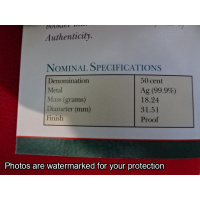 Authenticity.
NOMINAL SPECIFICATIONS
Denomination 50 cent
Metal Ag (99.9%)
Mass (grams) 18.24
Diameter (mm) 31.51
Finish Proof
Photos are watermarked for your protection